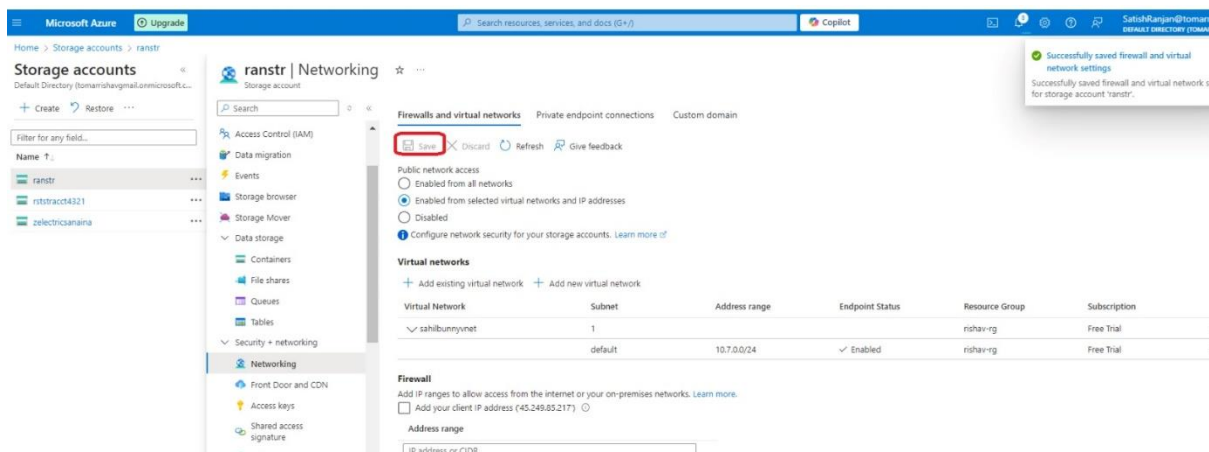 Microsoft Azure
Upgrade
Search resources, services, and docs (G+/)
Copilot
SatishRanjan@toman
DEFAULT DIRECTORY (TOMAR
Home > Storage accounts > ranstr
Successfully saved firewall and virtual
network settings
Successfully saved firewall and virtual network s
for storage account 'ranstr'.
Storage accounts
Default Directory (tomarrishavgmail.onmicrosoft.c...
+ Create Restore ...
Filter for any field...
Name ↑↓
ranstr ...
rststracct4321 ...
zelectricsanaina ...
ranstr | Networking ☆ ...
Storage account
Search
Access Control (IAM)
Data migration
Events
Storage browser
Storage Mover
Data storage
Containers
File shares
Queues
Tables
Security + networking
Networking
Front Door and CDN
Access keys
Shared access
signature
Firewalls and virtual networks Private endpoint connections Custom domain
Save Discard Refresh Give feedback
Public network access
Enabled from all networks
Enabled from selected virtual networks and IP addresses
Disabled
Configure network security for your storage accounts. Learn more
Virtual networks
+ Add existing virtual network + Add new virtual network
Virtual Network Subnet Address range Endpoint Status Resource Group Subscription
sahilbunnyvnet 1 rishav-rg Free Trial
default 10.7.0.0/24 ✓ Enabled rishav-rg Free Trial
Firewall
Add IP ranges to allow access from the internet or your on-premises networks. Learn more.
Add your client IP address ('45.249.85.217')
Address range
IP address or CIDR